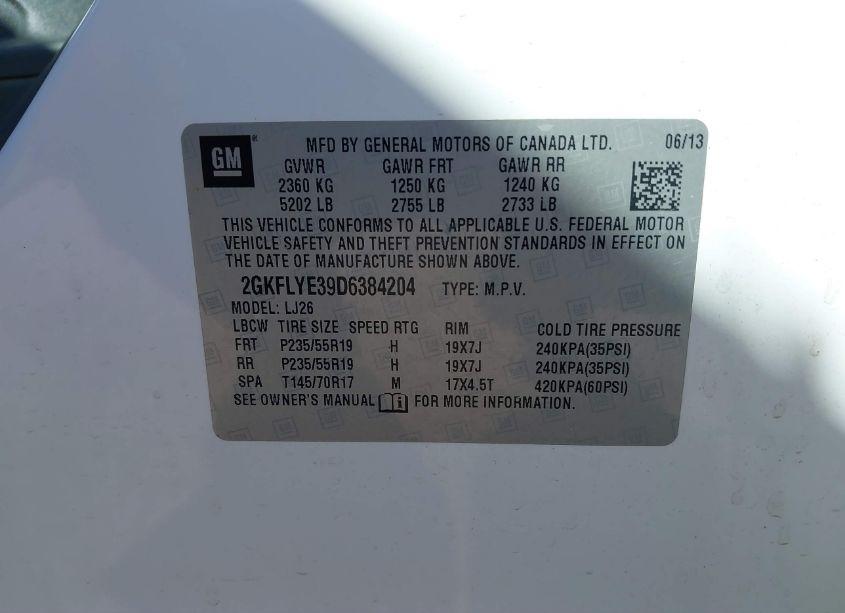 GM ® MFD BY GENERAL MOTORS OF CANADA LTD. 06/13
GVWR GAWR FRT GAWR RR
2360 KG 1250 KG 1240 KG
5202 LB 2755 LB 2733 LB
THIS VEHICLE CONFORMS TO ALL APPLICABLE U.S. FEDERAL MOTOR
VEHICLE SAFETY AND THEFT PREVENTION STANDARDS IN EFFECT ON
THE DATE OF MANUFACTURE SHOWN ABOVE.
2GKFLYE39D6384204 TYPE: M.P.V.
MODEL: LJ26
LBCW TIRE SIZE SPEED RTG RIM COLD TIRE PRESSURE
FRT P235/55R19 H 19X7J 240KPA(35PSI)
RR P235/55R19 H 19X7J 240KPA(35PSI)
SPA T145/70R17 M 17X4.5T 420KPA(60PSI)
SEE OWNER'S MANUAL FOR MORE INFORMATION.